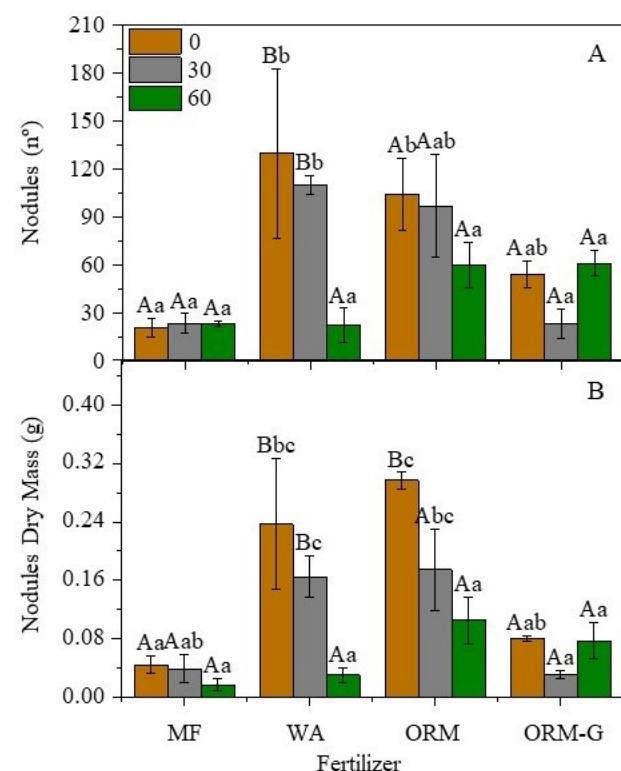 210
180
150
120
90
60
30
0
Nodules (nº)
0
30
60
A
Bb
Bb
Aa
Aa
Aa
Aa
Ab
Aab
Aa
Aab
Aa
Aa
0.40
0.32
0.24
0.16
0.08
0.00
Nodules Dry Mass (g)
B
Aa
Aab
Aa
Bbc
Bc
Aa
Bc
Abc
Aa
Aab
Aa
Aa
MF
WA
ORM
ORM-G
Fertilizer